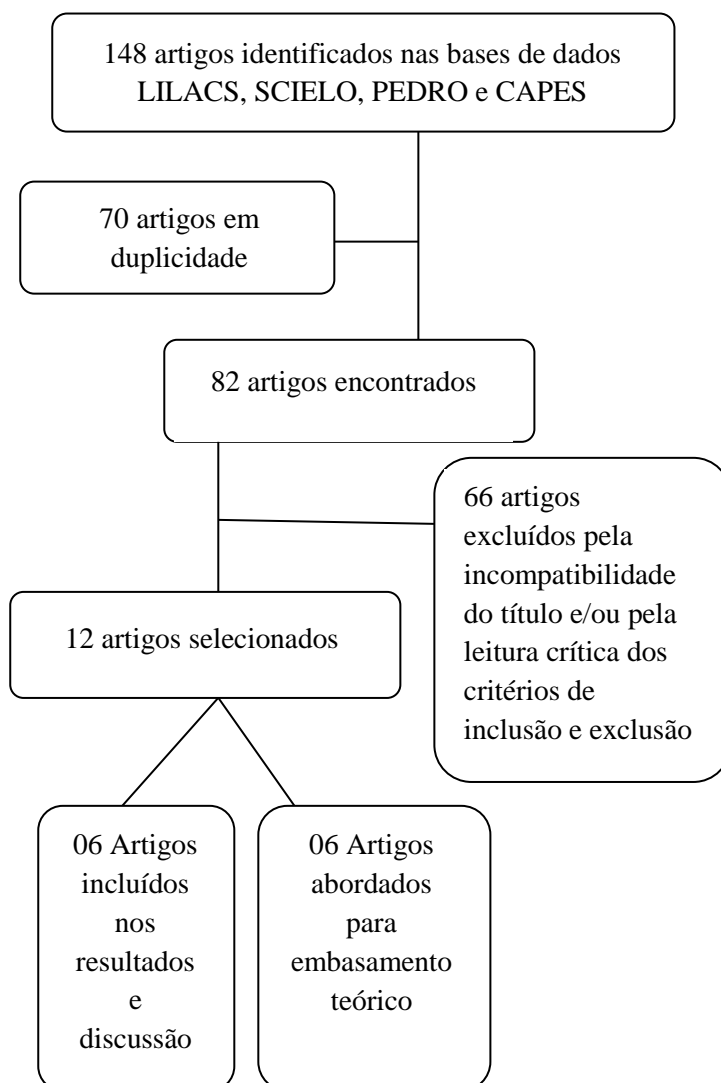 148 artigos identificados nas bases de dados
LILACS, SCIELO, PEDRO e CAPES
70 artigos em
duplicidade
82 artigos encontrados
66 artigos
excluídos pela
incompatibilidade
do título e/ou pela
leitura crítica dos
critérios de
inclusão e exclusão
12 artigos selecionados
06 Artigos
incluídos
nos
resultados
e
discussão
06 Artigos
abordados
para
embasamento
teórico